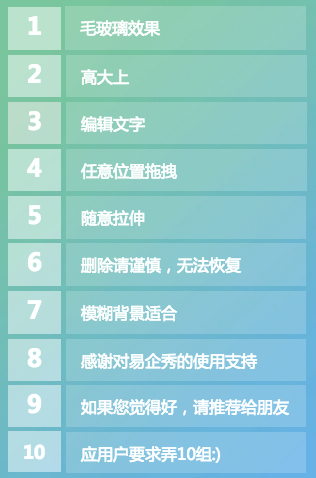 1 毛玻璃效果
2 高大上
3 编辑文字
4 任意位置拖拽
5 随意拉伸
6 删除请谨慎，无法恢复
7 模糊背景适合
8 感谢对易企秀的使用支持
9 如果您觉得好，请推荐给朋友
10 应用户要求弄10组:)